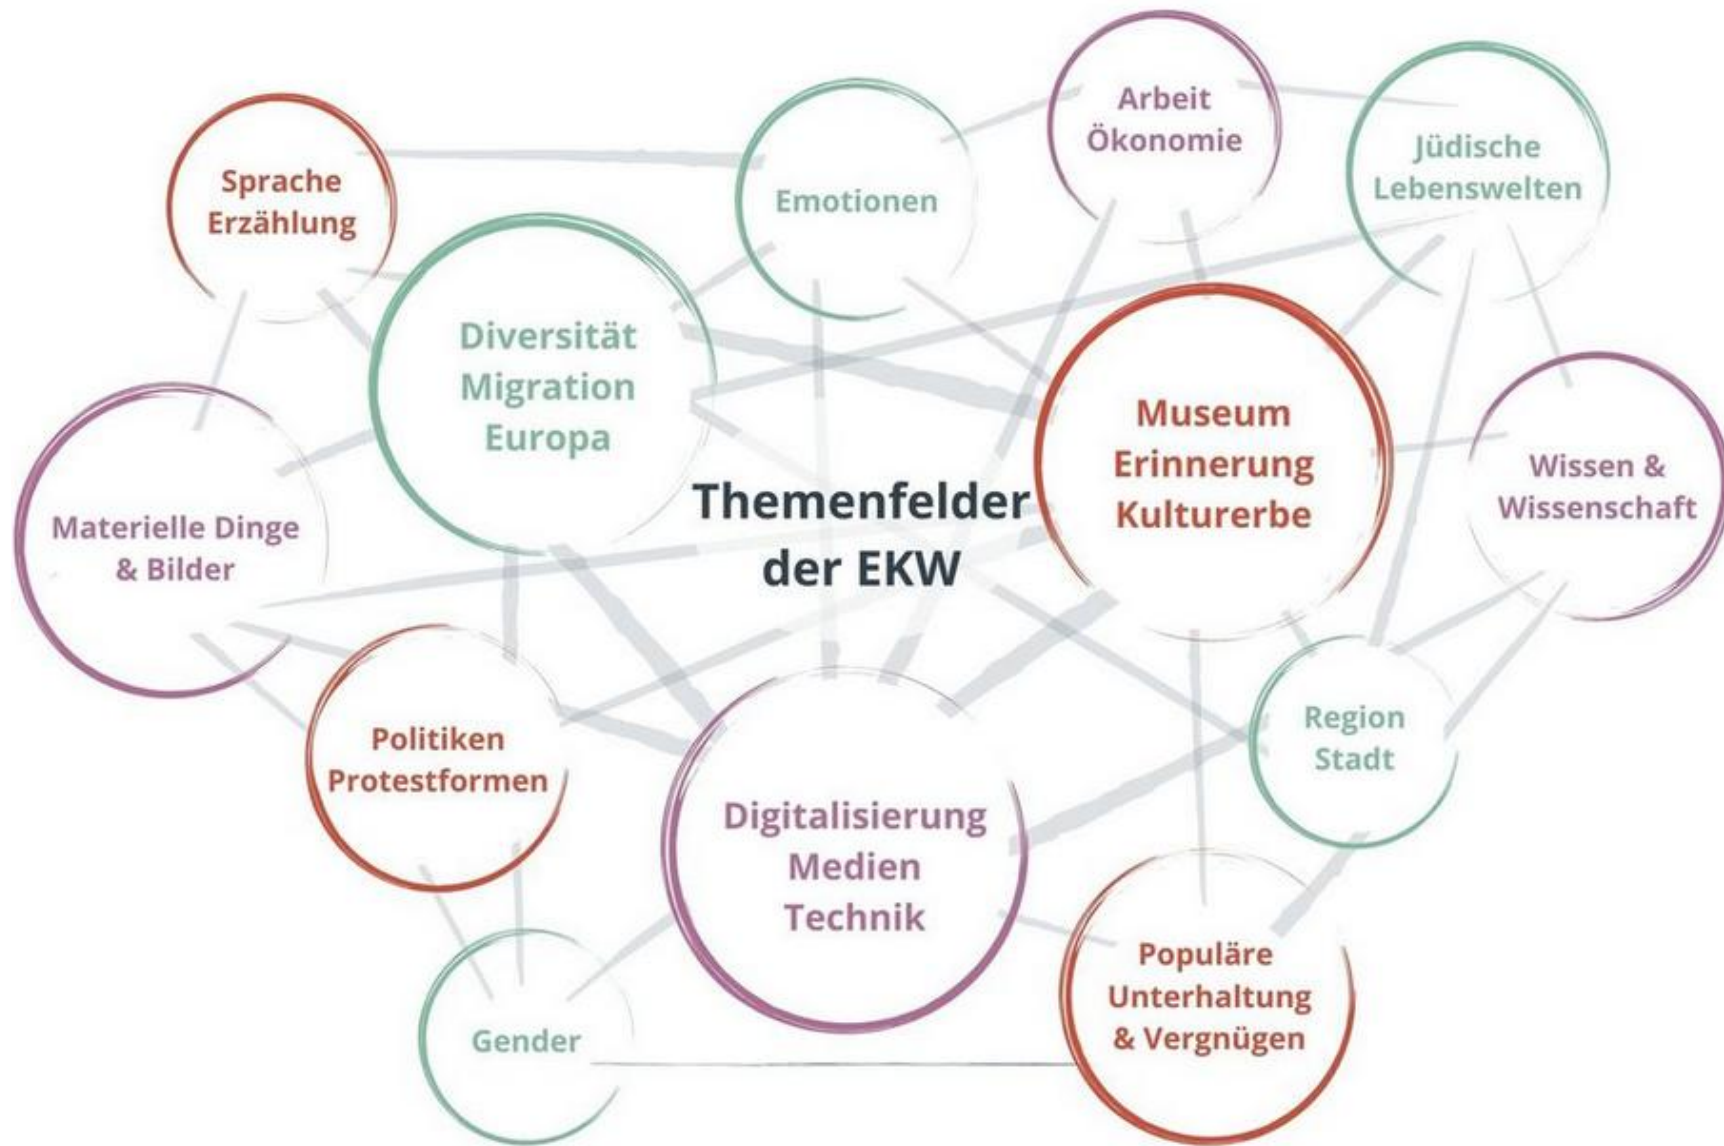 Arbeit
Ökonomie
Jüdische
Lebenswelten
Sprache
Erzählung
Emotionen
Diversität
Migration
Europa
Museum
Erinnerung
Kulturerbe
Wissen &
Wissenschaft
Themenfelder
der EKW
Materielle Dinge
& Bilder
Politiken
Protestformen
Region
Stadt
Digitalisierung
Medien
Technik
Populäre
Unterhaltung
& Vergnügen
Gender